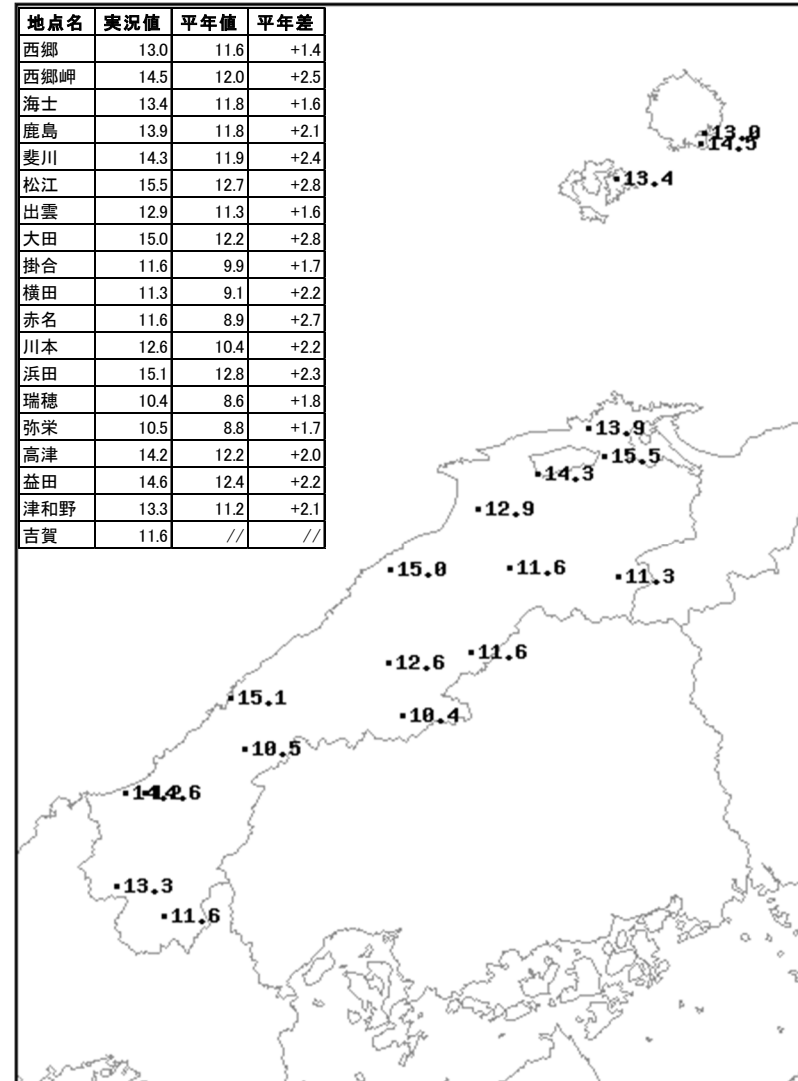 地点名 実況値 平年値 平年差
西郷 13.0 11.6 +1.4
西郷岬 14.5 12.0 +2.5
海士 13.4 11.8 +1.6
鹿島 13.9 11.8 +2.1
斐川 14.3 11.9 +2.4
松江 15.5 12.7 +2.8
出雲 12.9 11.3 +1.6
大田 15.0 12.2 +2.8
掛合 11.6 9.9 +1.7
横田 11.3 9.1 +2.2
赤名 11.6 8.9 +2.7
川本 12.6 10.4 +2.2
浜田 15.1 12.8 +2.3
瑞穂 10.4 8.6 +1.8
弥栄 10.5 8.8 +1.7
高津 14.2 12.2 +2.0
益田 14.6 12.4 +2.2
津和野 13.3 11.2 +2.1
吉賀 11.6 // //
13.0
14.5
13.4
13.9
15.5
14.3
12.9
15.0
11.6
11.3
12.6
11.6
15.1
10.4
10.5
14.2
14.6
13.3
11.6